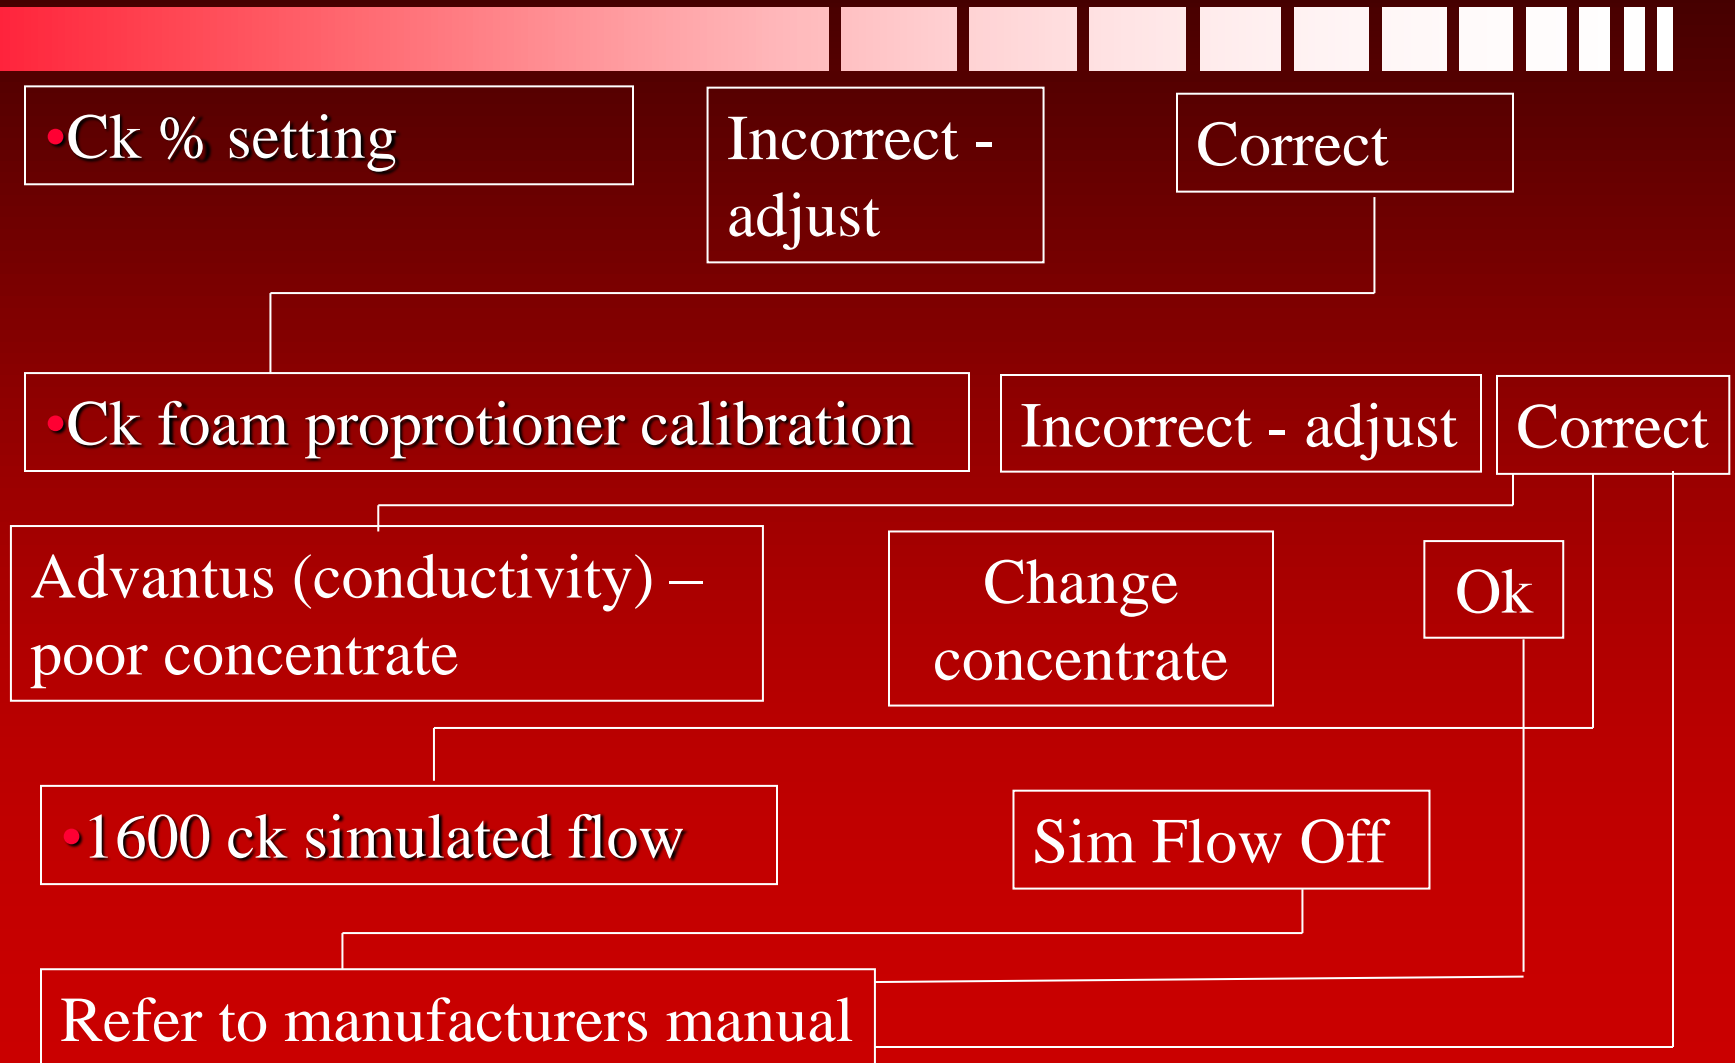 •Ck % setting
Incorrect -
adjust
Correct
•Ck foam proprotioner calibration
Incorrect - adjust
Correct
Advantus (conductivity) –
poor concentrate
Change
concentrate
Ok
•1600 ck simulated flow
Sim Flow Off
Refer to manufacturers manual